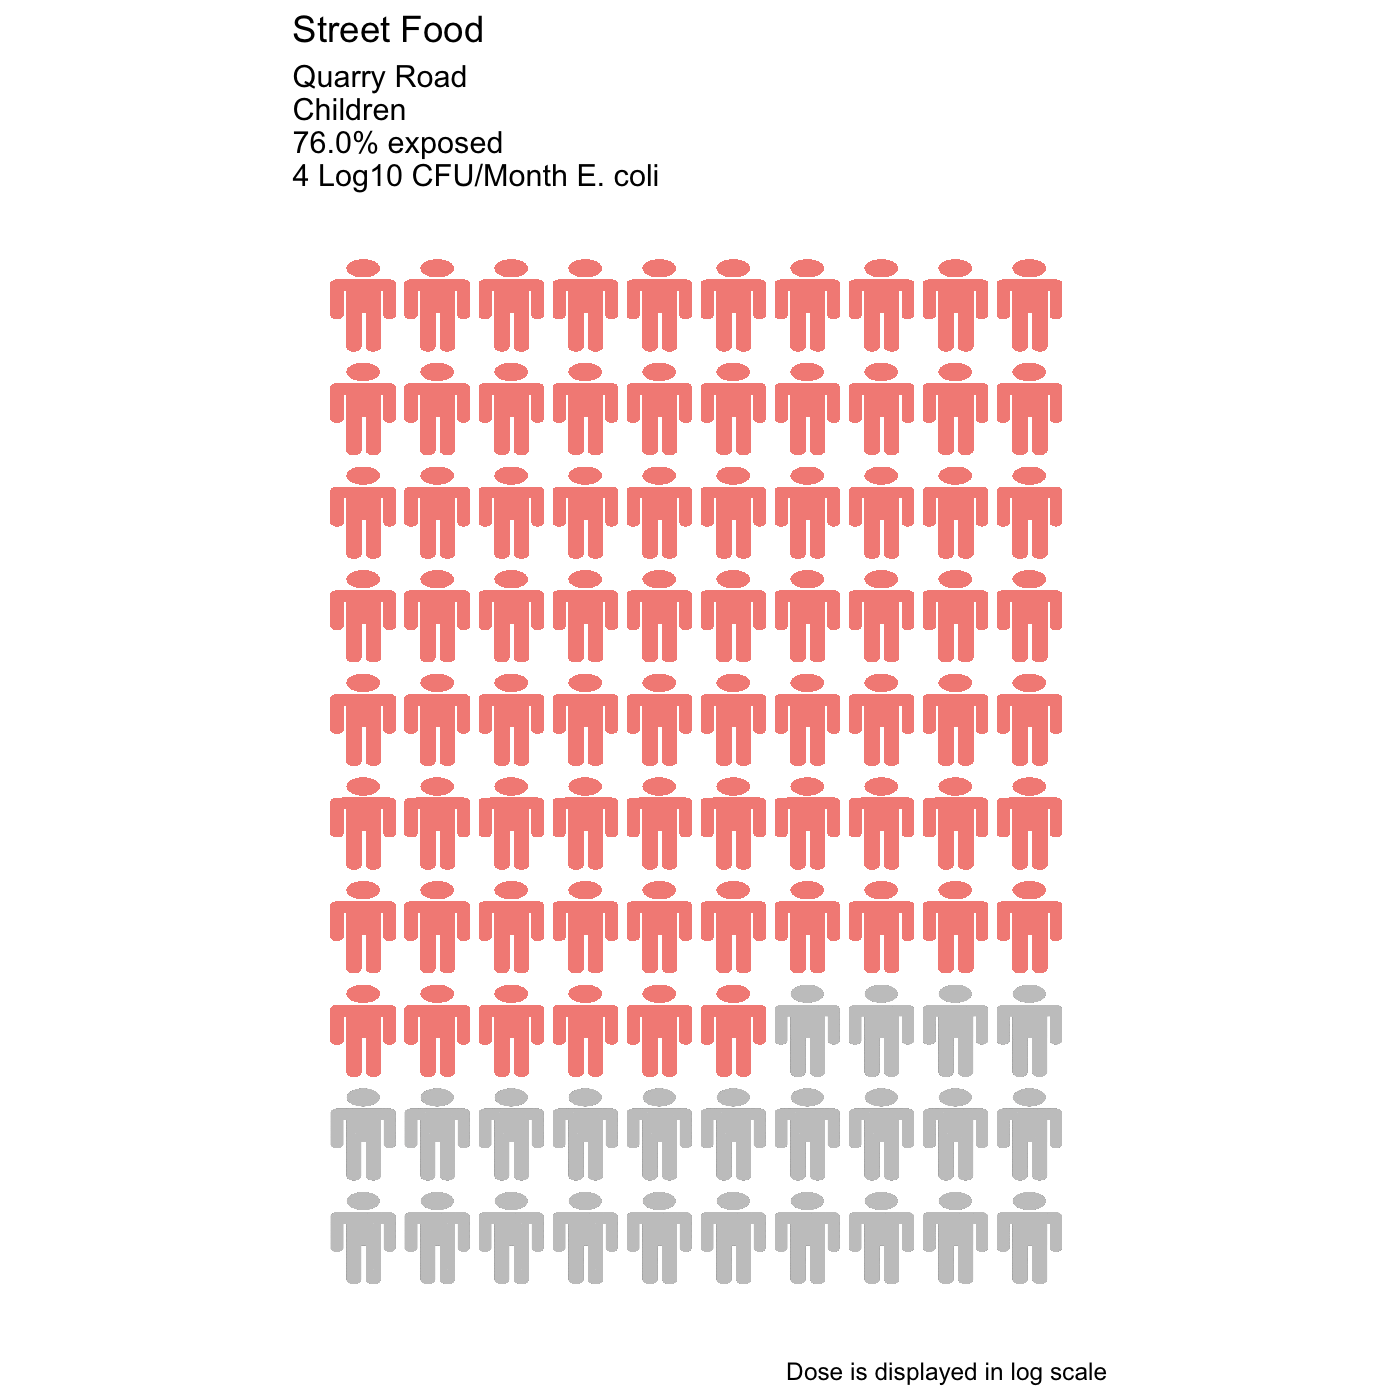 Street Food
Quarry Road
Children
76.0% exposed
4 Log10 CFU/Month E. coli
Dose is displayed in log scale